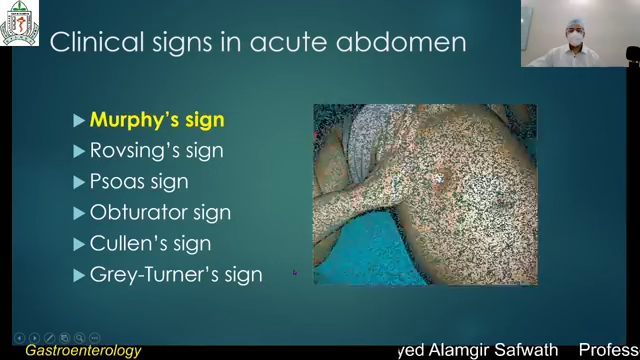 Clinical signs in acute abdomen
Murphy's sign
Rovsing's sign
Psoas sign
Obturator sign
Cullen's sign
Grey-Turner's sign
Gastroenterology
yed Alamgir Safwath Profess